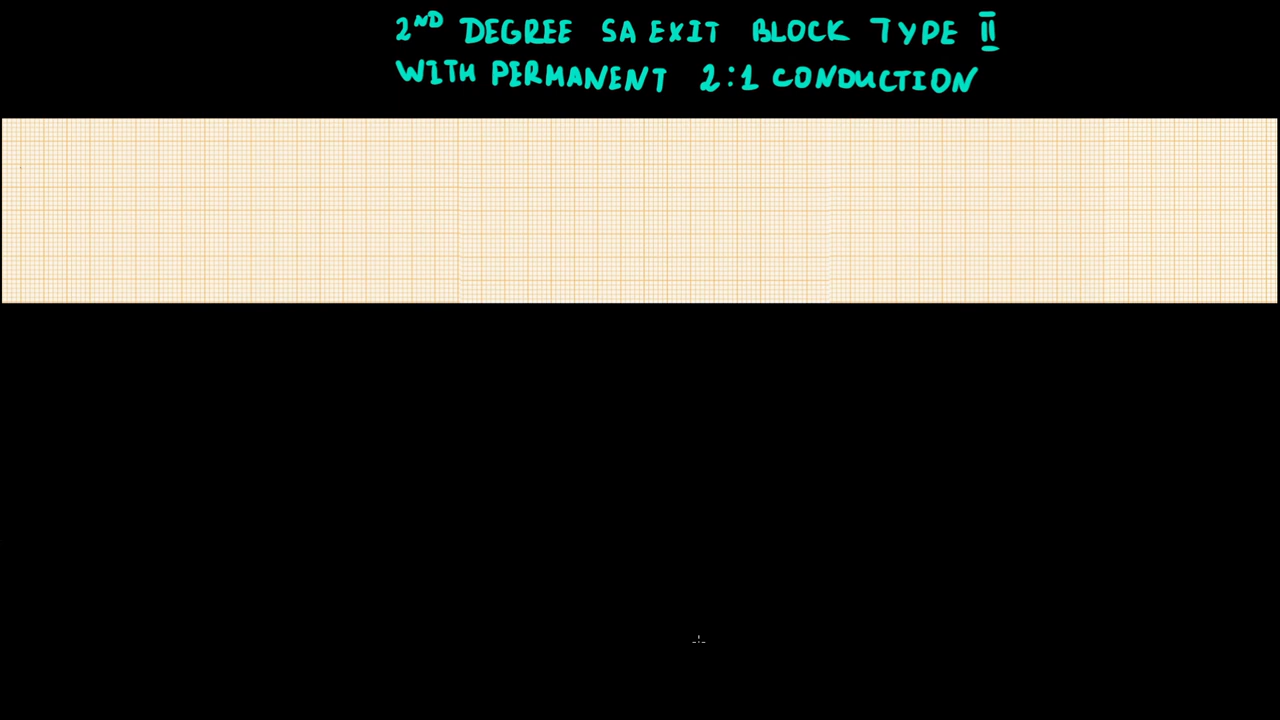 2ND DEGREE SA EXIT BLOCK TYPE II
WITH PERMANENT 2:1 CONDUCTION